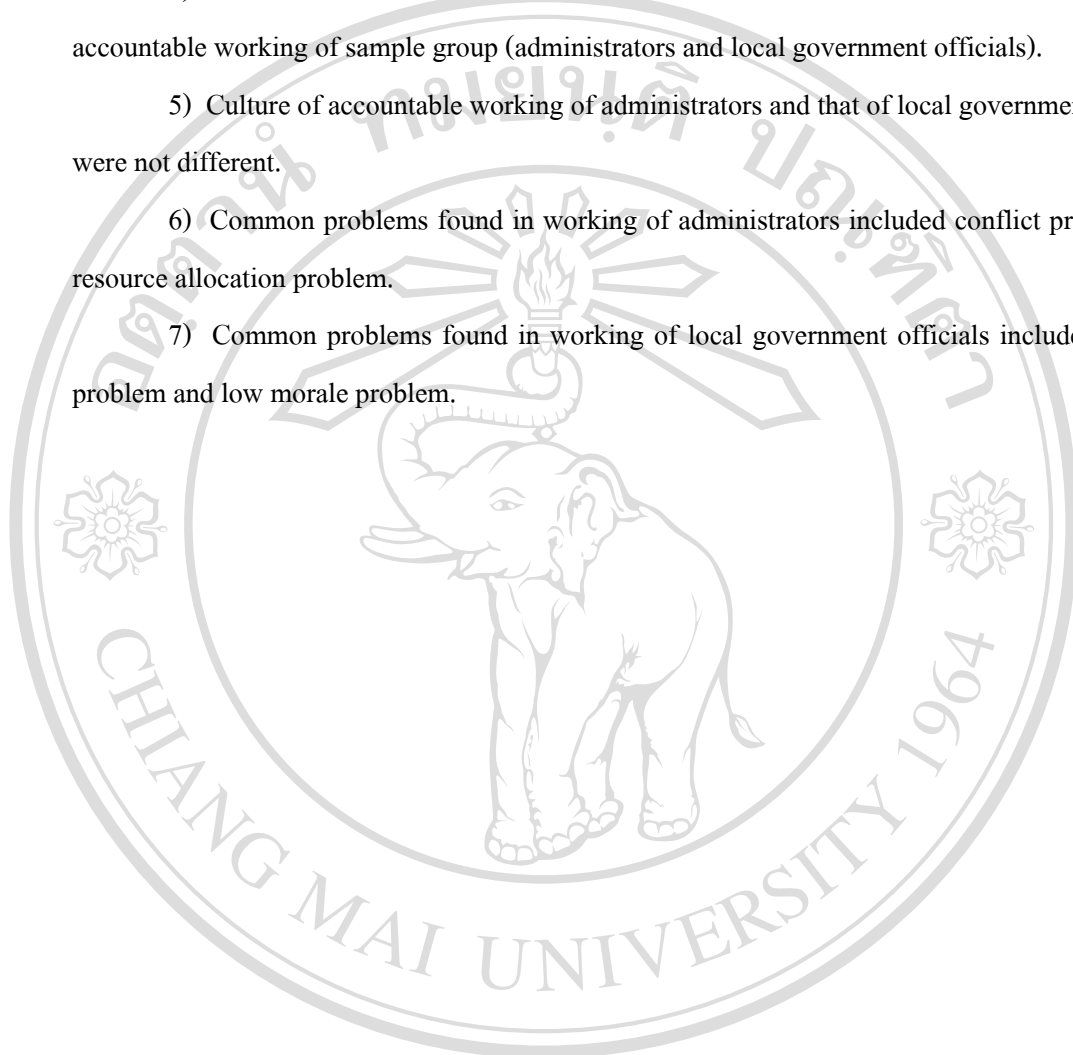 accountable working of sample group (administrators and local government officials).
5) Culture of accountable working of administrators and that of local governme
were not different.
6) Common problems found in working of administrators included conflict pr
resource allocation problem.
7) Common problems found in working of local government officials include
problem and low morale problem.
CHIANG MAI UNIVERSITY 1964